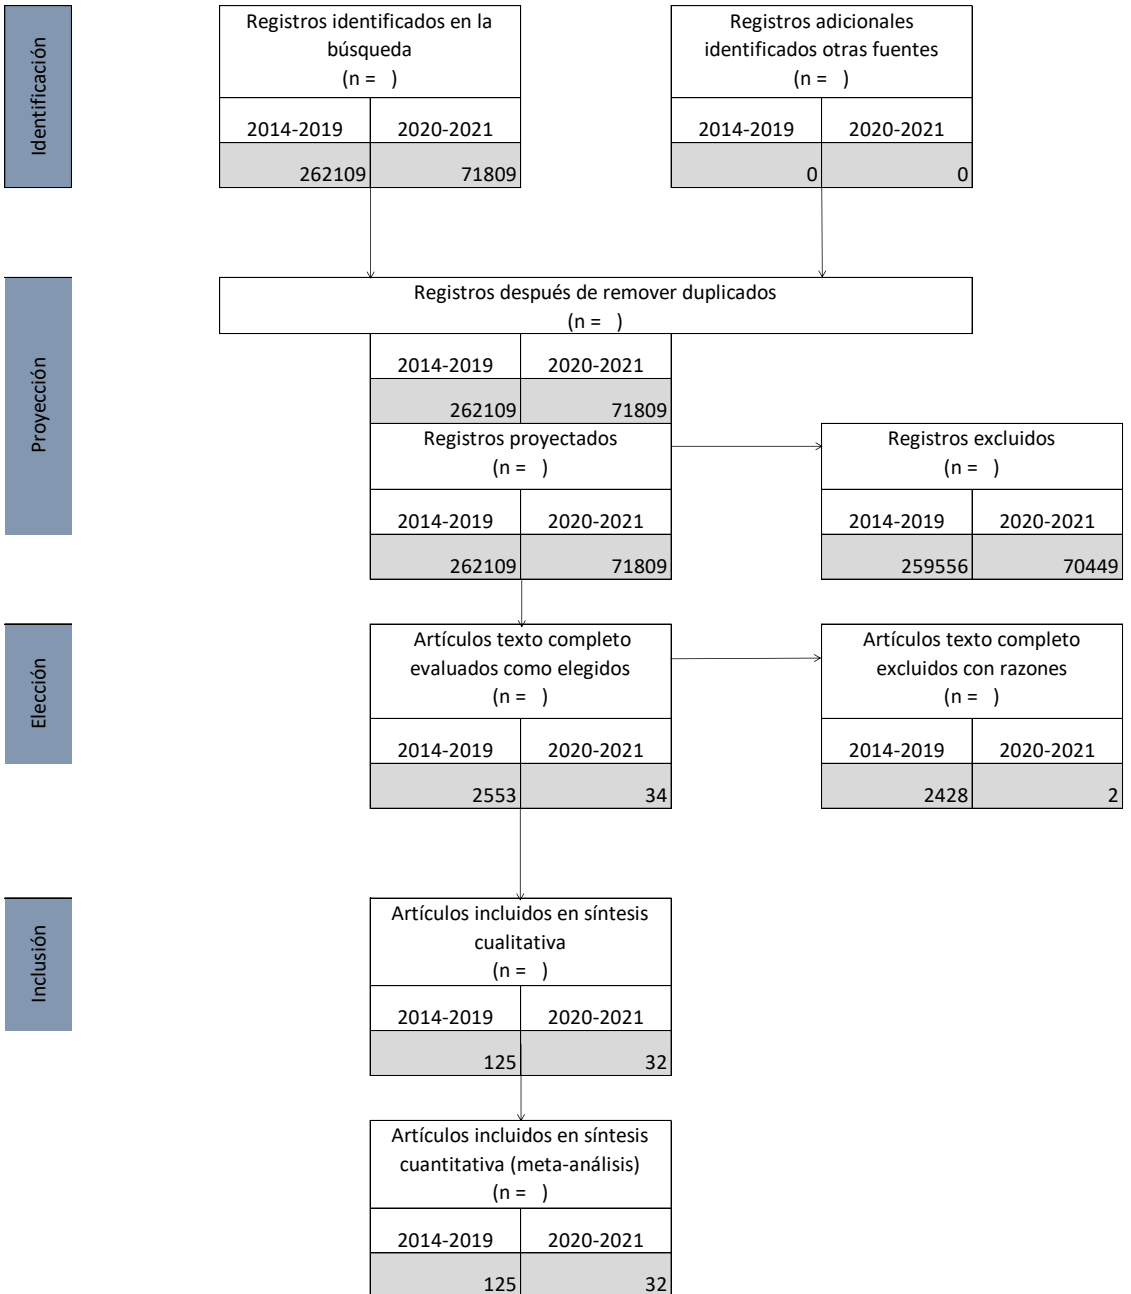 Identificación
Registros identificados en la
búsqueda
(n =   )
2014-2019 2020-2021
262109 71809
Registros adicionales
identificados otras fuentes
(n =   )
2014-2019 2020-2021
0 0
Proyección
Registros después de remover duplicados
(n =   )
2014-2019 2020-2021
262109 71809
Registros proyectados
(n =   )
2014-2019 2020-2021
262109 71809
Registros excluidos
(n =   )
2014-2019 2020-2021
259556 70449
Elección
Artículos texto completo
evaluados como elegidos
(n =   )
2014-2019 2020-2021
2553 34
Artículos texto completo
excluidos con razones
(n =   )
2014-2019 2020-2021
2428 2
Inclusión
Artículos incluidos en síntesis
cualitativa
(n =   )
2014-2019 2020-2021
125 32
Artículos incluidos en síntesis
cuantitativa (meta-análisis)
(n =   )
2014-2019 2020-2021
125 32